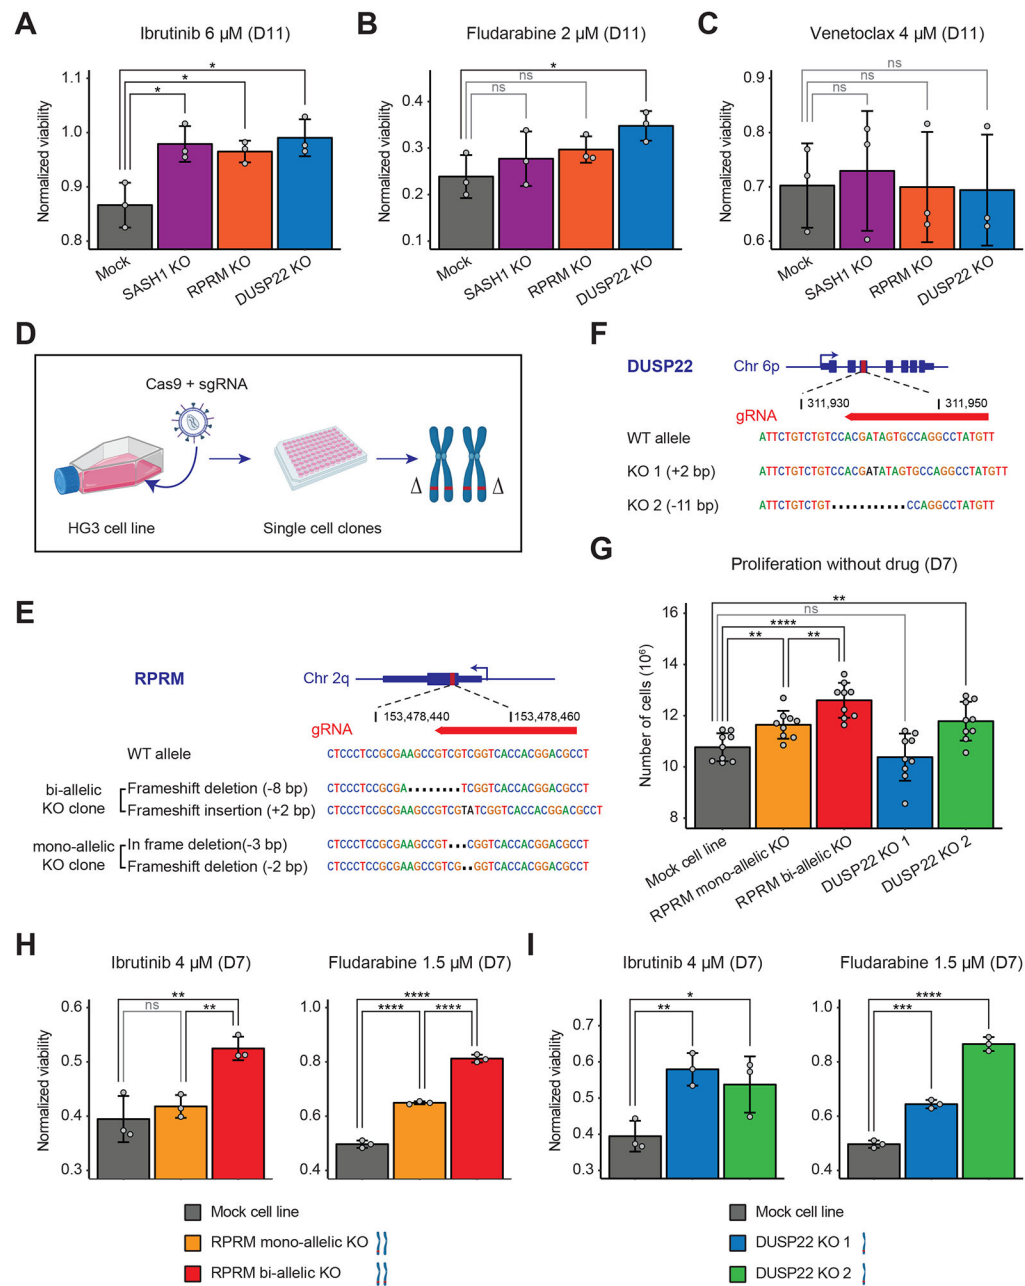 A
Ibrutinib 6 µM (D11)
Normalized viability
1.1
1.0
0.9
0.8
*
*
*
Mock
SASH1 KO
RPRM KO
DUSP22 KO
B
Fludarabine 2 µM (D11)
Normalized viability
0.4
0.3
0.2
0.1
*
ns
ns
Mock
SASH1 KO
RPRM KO
DUSP22 KO
C
Venetoclax 4 µM (D11)
Normalized viability
0.9
0.8
0.7
0.6
ns
ns
ns
Mock
SASH1 KO
RPRM KO
DUSP22 KO
D
Cas9 + sgRNA
HG3 cell line
Single cell clones
Δ Δ
E
RPRM
Chr 2q
153,478,440 153,478,460
gRNA
WT allele CTCCCTCCGCGAAGCCGTCGTCGGTCACCACGGACGCCT
bi-allelic KO clone
Frameshift deletion (-8 bp) CTCCCTCCGCGA........TCGGTCACCACGGACGCCT
Frameshift insertion (+2 bp) CTCCCTCCGCGAAGCCGTCGTATCGGTCACCACGGACGCCT
mono-allelic KO clone
In frame deletion(-3 bp) CTCCCTCCGCGAAGCCGT...CGGTCACCACGGACGCCT
Frameshift deletion (-2 bp) CTCCCTCCGCGAAGCCGTCG..GGTCACCACGGACGCCT
F
DUSP22
Chr 6p
311,930 311,950
gRNA
WT allele ATTCTGTCTGTCCACGATAGTGCCAGGCCTATGTT
KO 1 (+2 bp) ATTCTGTCTGTCCACGATATAGTGCCAGGCCTATGTT
KO 2 (-11 bp) ATTCTGTCTGT...........CCAGGCCTATGTT
G
Proliferation without drug (D7)
Number of cells (10⁶)
16
14
12
10
8
**
ns
****
** **
Mock cell line
RPRM mono-allelic KO
RPRM bi-allelic KO
DUSP22 KO 1
DUSP22 KO 2
H
Ibrutinib 4 µM (D7)
Normalized viability
0.6
0.5
0.4
0.3
**
ns **
Fludarabine 1.5 µM (D7)
1.0
0.8
0.6
0.4
****
**** ****
Mock cell line
RPRM mono-allelic KO
RPRM bi-allelic KO
I
Ibrutinib 4 µM (D7)
Normalized viability
0.7
0.6
0.5
0.4
0.3
*
**
Fludarabine 1.5 µM (D7)
1.0
0.8
0.6
0.4
****
***
Mock cell line
DUSP22 KO 1
DUSP22 KO 2